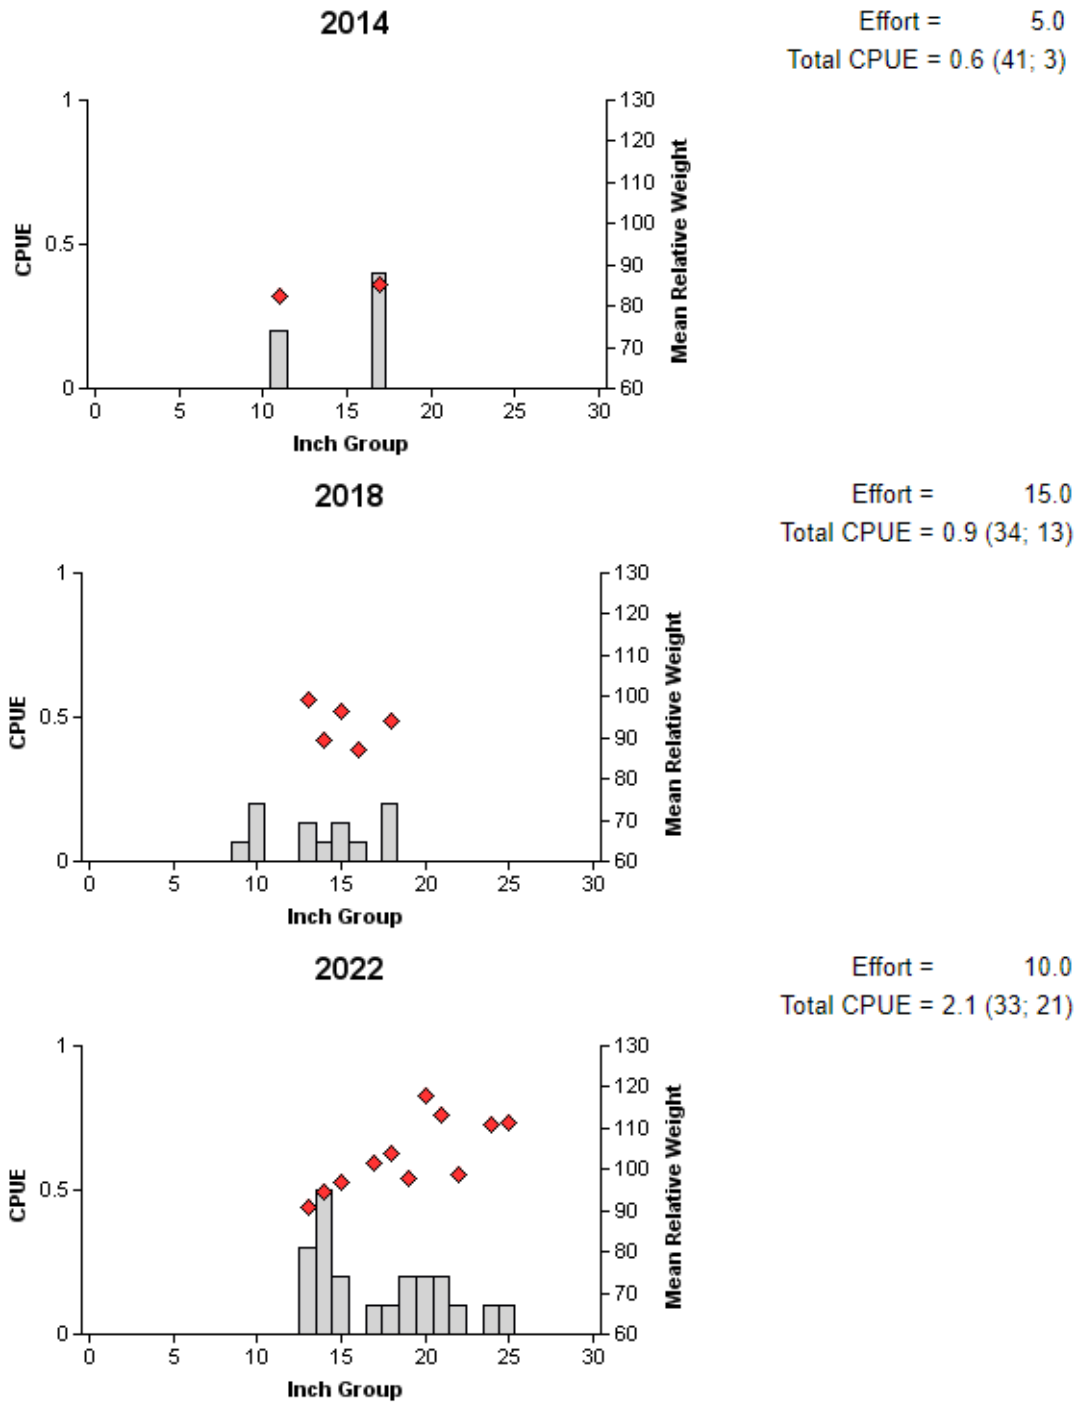 2014
Effort = 5.0
Total CPUE = 0.6 (41; 3)
1
0.5
0
CPUE
130
120
110
100
90
80
70
60
Mean Relative Weight
0 5 10 15 20 25 30
Inch Group
2018
Effort = 15.0
Total CPUE = 0.9 (34; 13)
1
0.5
0
CPUE
130
120
110
100
90
80
70
60
Mean Relative Weight
0 5 10 15 20 25 30
Inch Group
2022
Effort = 10.0
Total CPUE = 2.1 (33; 21)
1
0.5
0
CPUE
130
120
110
100
90
80
70
60
Mean Relative Weight
0 5 10 15 20 25 30
Inch Group